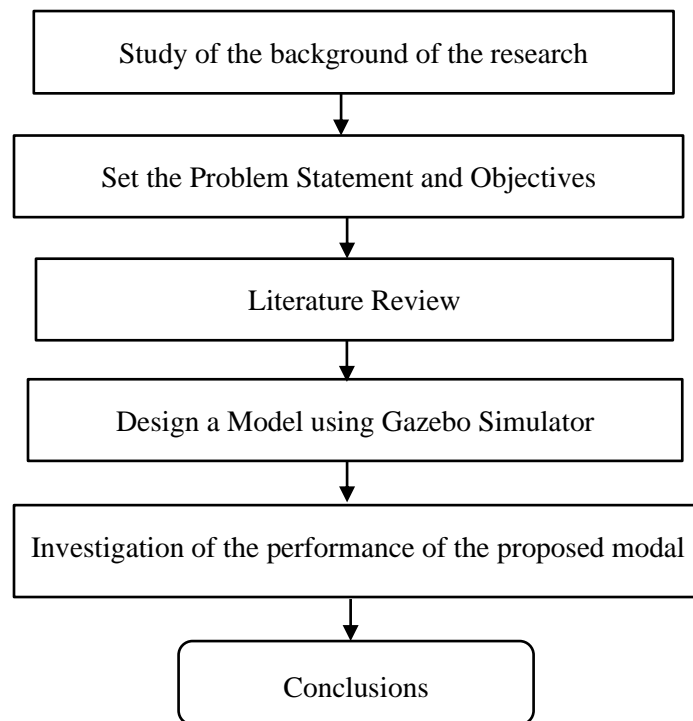 Study of the background of the research
Set the Problem Statement and Objectives
Literature Review
Design a Model using Gazebo Simulator
Investigation of the performance of the proposed modal
Conclusions